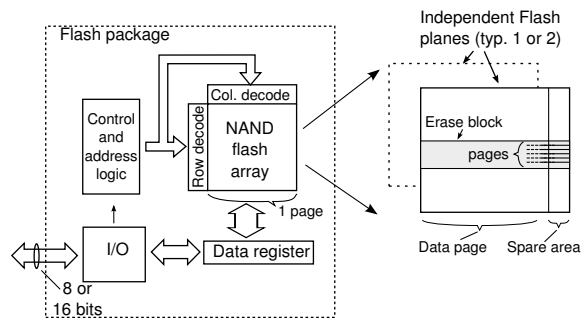 Flash package
Control
and
address
logic
Col. decode
Row decode
NAND
flash
array
1 page
I/O
Data register
8 or
16 bits
Independent Flash
planes (typ. 1 or 2)
Erase block
pages
Data page
Spare area